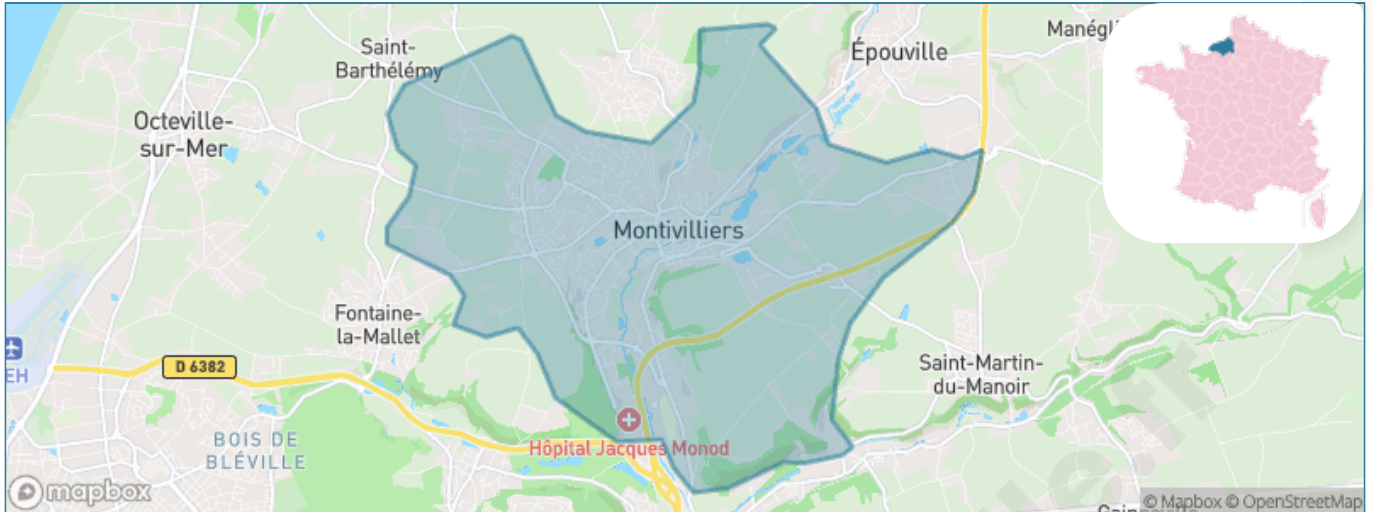 Saint-
Barthélémy
Épouville
Octeville-
sur-Mer
Montivilliers
Fontaine-
la-Mallet
EH
D 6382
Saint-Martin-
du-Manoir
BOIS DE
BLÉVILLE
Hôpital Jacques Monod
mapbox
© Mapbox © OpenStreetMap